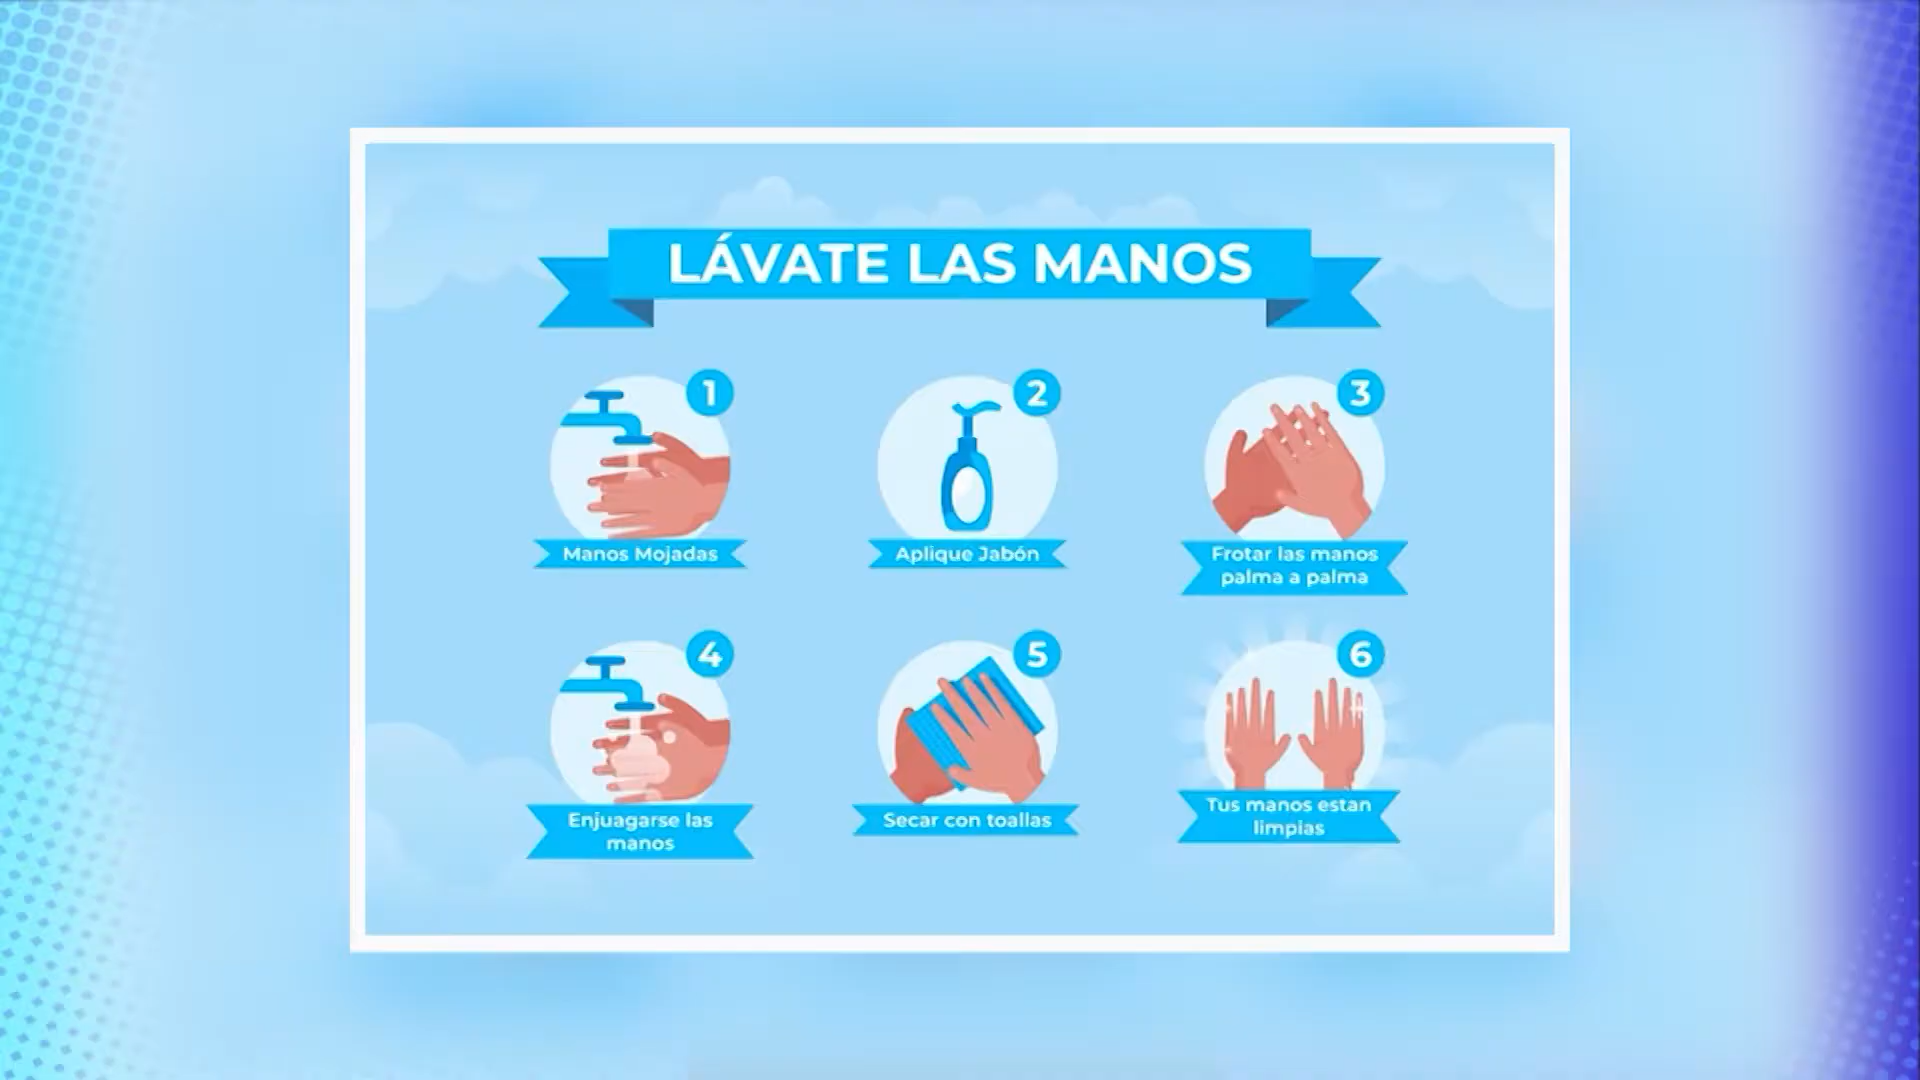 LÁVATE LAS MANOS
1
Manos Mojadas
2
Aplique Jabón
3
Frotar las manos
palma a palma
4
Enjuagarse las
manos
5
Secar con toallas
6
Tus manos estan
limpias